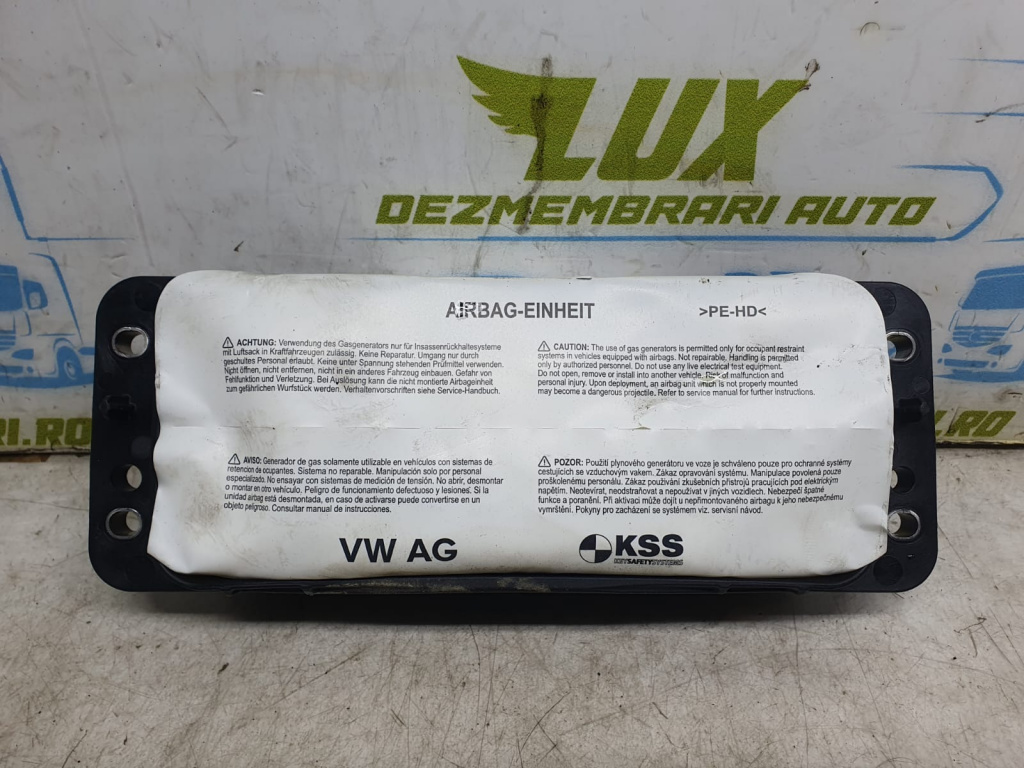 LUX
DEZMEMBRARI AUTO
RI.RO
.RO
AIRBAG-EINHEIT >PE-HD<
ACHTUNG: Verwendung des Gasgenerators nur für Insassenrückhaltesysteme
mit Luftsack in Kraftfahrzeugen zulässig. Keine Reparatur. Umgang nur durch
geschultes Personal erlaubt. Keine unter Spannung stehenden Prüfmittel verwenden.
Nicht öffnen, nicht entfernen, nicht in ein anderes Fahrzeug einbauen. Gefahr von
Fehlfunktion und Verletzung. Bei Auslösung kann die nicht montierte Airbageinheit
zum gefährlichen Wurfstück werden. Verhaltenvorschriften siehe Service-Handbuch.
CAUTION: The use of gas generators is permitted only for occupant restraint
systems in vehicles equipped with airbags. Not repairable. Handling is permitted
only by authorized personnel. Do not use any live electrical test equipment.
Do not open, remove or install into another vehicle. Risk of malfunction and
personal injury. Upon deployment, an airbag unit which is not properly mounted
may become a dangerous projectile. Refer to service manual for further instructions.
AVISO: Generador de gas solamente utilizable en vehículos con sistemas de
retencion de ocupantes. Sistema no reparable. Manipulación solo por personal
especializado. No ensayar con sistemas de medición de tensión. No abrir, desmontar
o montar en otro vehículo. Peligro de funcionamiento defectuoso y lesiones. Si la
unidad airbag está desmontada, en caso de activarse puede convertirse en un
objeto peligroso. Consultar manual de instrucciones.
POZOR: Použití plynového generátoru ve voze je schváleno pouze pro ochranné systémy
cestujících se vzduchovým vakem. Zákaz opravování systému. Manipulace povolená pouze
proškolenému personálu. Zákaz používání zkušebních přístrojů pracujících pod elektrickým
napětím. Neotevírat, neodstraňovat a nepoužívat v jiných vozidlech. Nebezpečí špatné
funkce a poranění. Při aktivaci může dojít u nepřimontovaného airbagu k jeho nebezpečnému
vymrštění. Pokyny pro zacházení se systémem viz. servisní návod.
VW AG
KSS
KEYSAFETYSYSTEMS